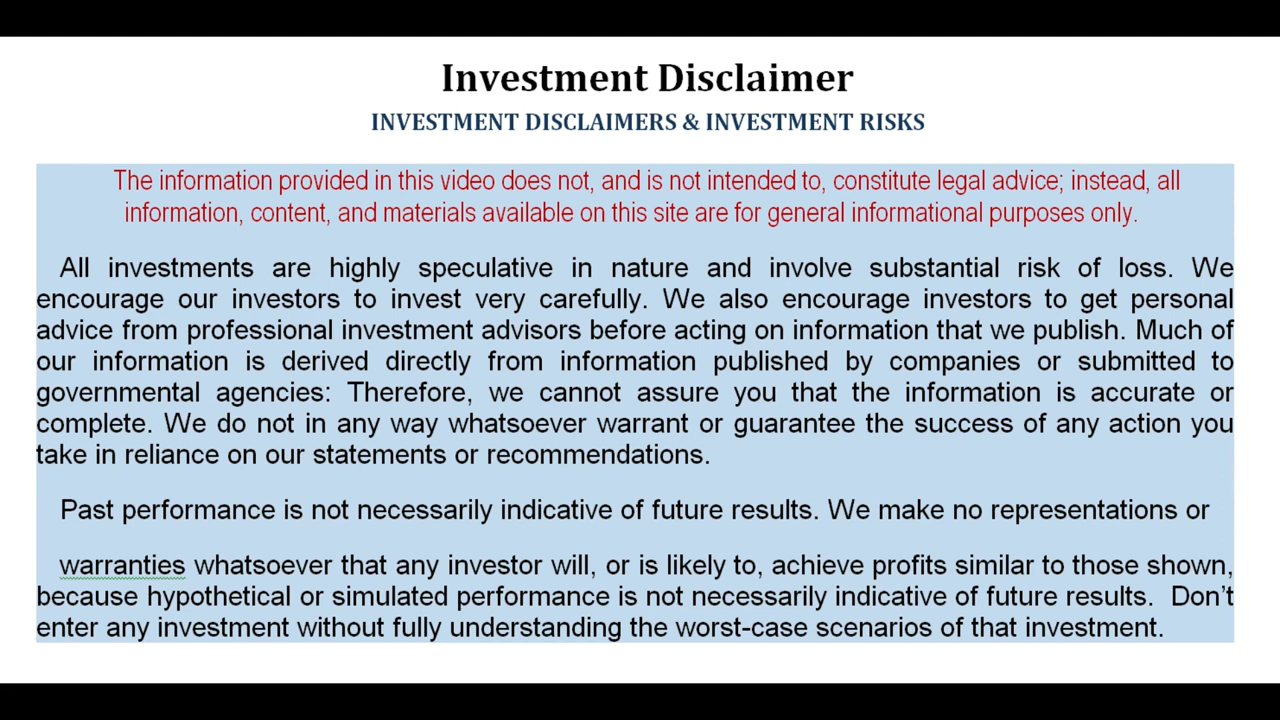 Investment Disclaimer
INVESTMENT DISCLAIMERS & INVESTMENT RISKS
The information provided in this video does not, and is not intended to, constitute legal advice; instead, all
information, content, and materials available on this site are for general informational purposes only.
All investments are highly speculative in nature and involve substantial risk of loss. We
encourage our investors to invest very carefully. We also encourage investors to get personal
advice from professional investment advisors before acting on information that we publish. Much of
our information is derived directly from information published by companies or submitted to
governmental agencies: Therefore, we cannot assure you that the information is accurate or
complete. We do not in any way whatsoever warrant or guarantee the success of any action you
take in reliance on our statements or recommendations.
Past performance is not necessarily indicative of future results. We make no representations or
warranties whatsoever that any investor will, or is likely to, achieve profits similar to those shown,
because hypothetical or simulated performance is not necessarily indicative of future results. Don’t
enter any investment without fully understanding the worst-case scenarios of that investment.